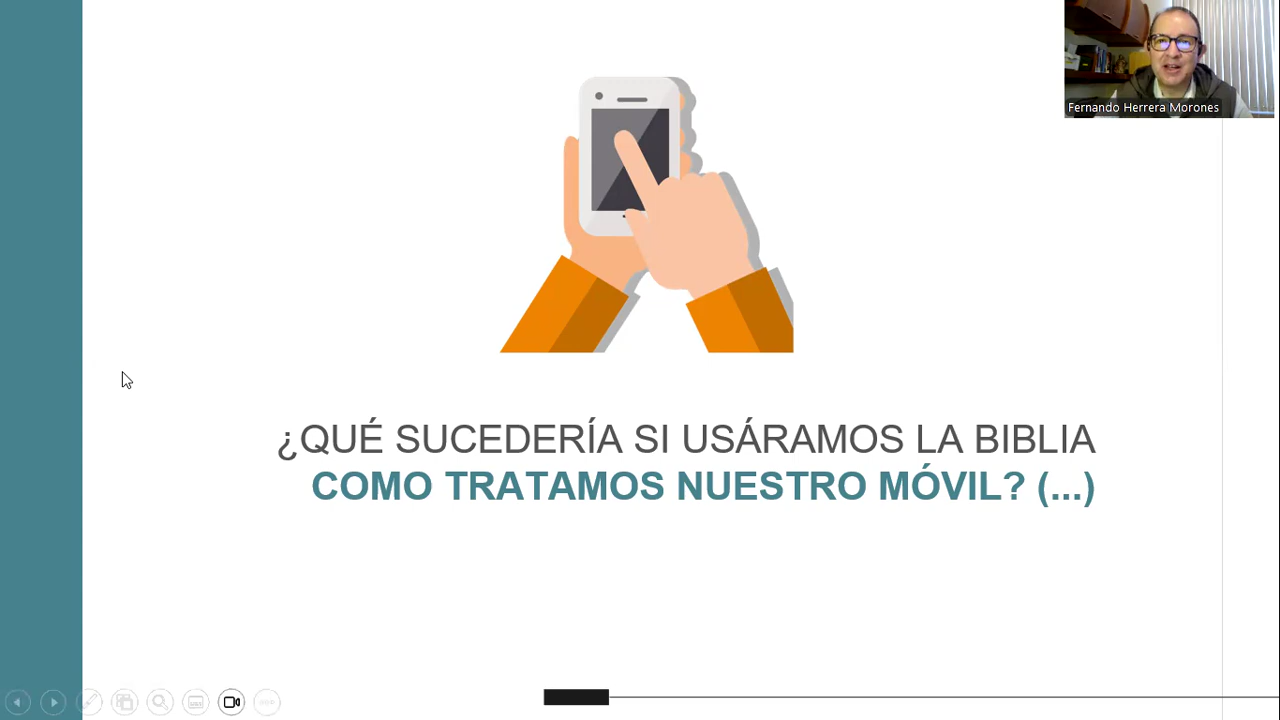 Fernando Herrera Morones
¿QUÉ SUCEDERÍA SI USÁRAMOS LA BIBLIA
COMO TRATAMOS NUESTRO MÓVIL? (...)